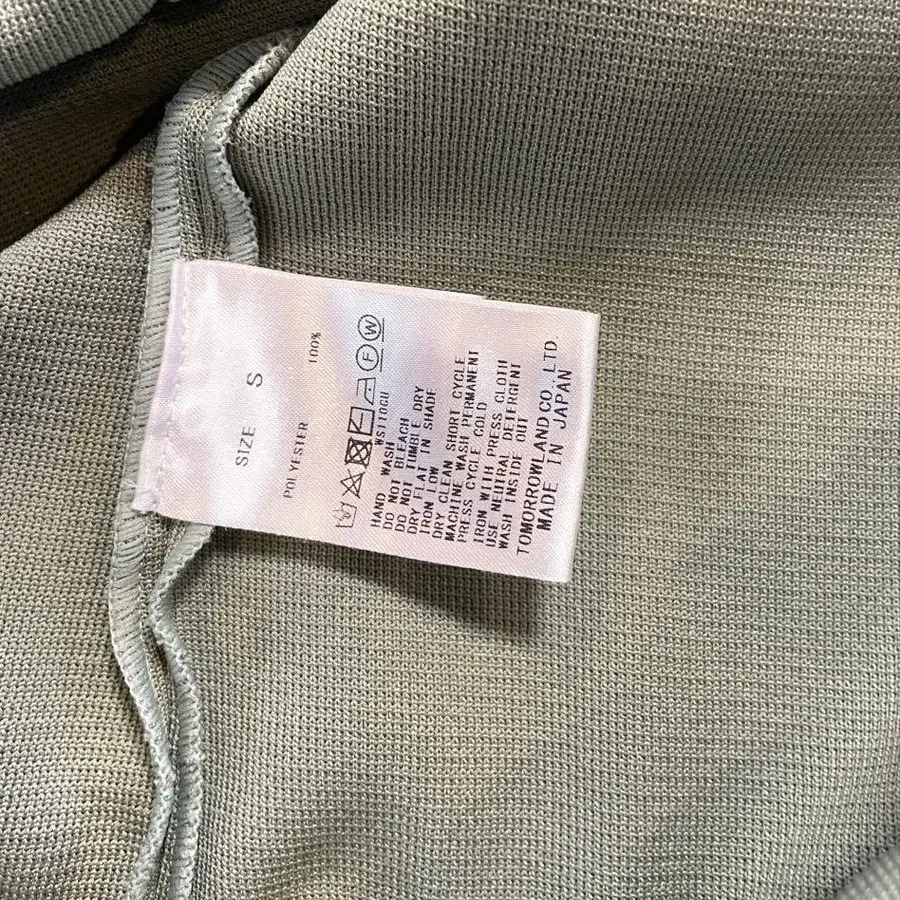 SIZE S
POLYESTER 100%
F W
WS110GU
HAND WASH
DO NOT BLEACH
DO NOT TUMBLE DRY
DRY FLAT IN SHADE
IRON LOW
DRY CLEAN SHORT CYCLE
MACHINE WASH PERMANENT
PRESS CYCLE COLD
IRON WITH PRESS CLOTH
USE NEUTRAL DETERGENT
WASH INSIDE OUT
TOMORROWLAND CO., LTD.
MADE IN JAPAN